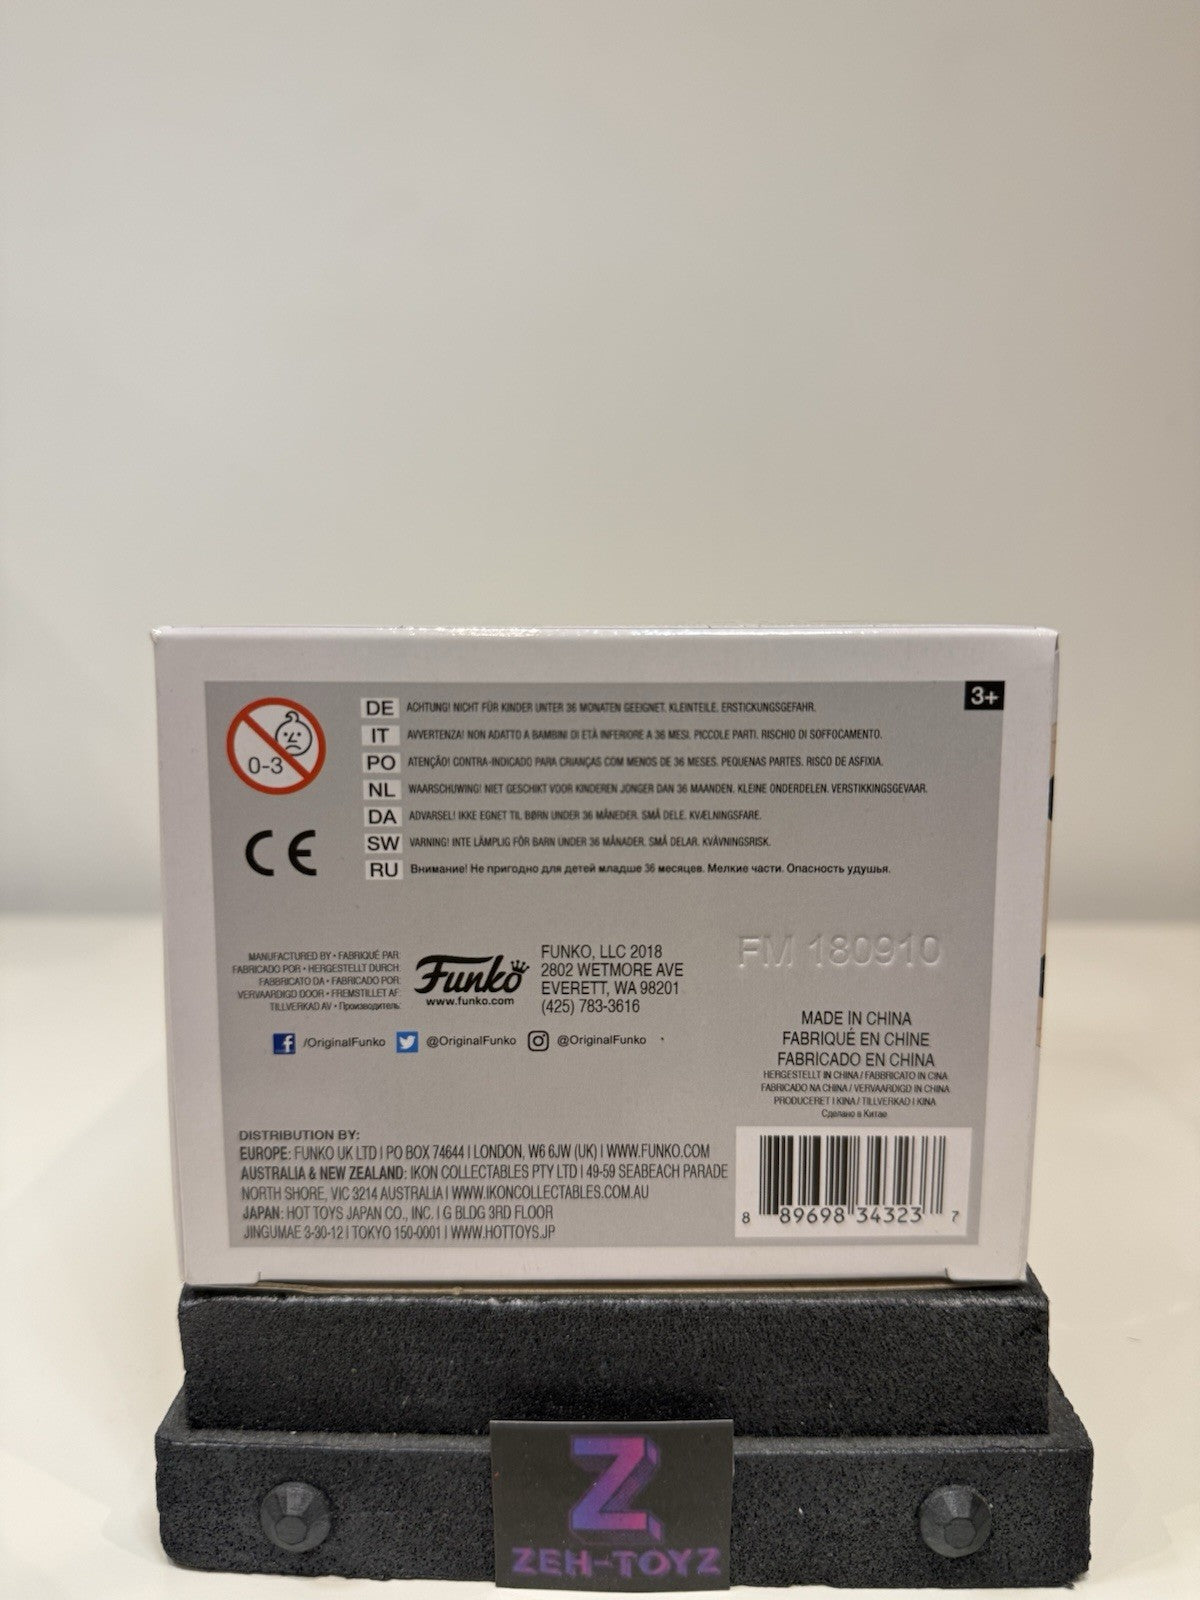 3+
0-3
DE ACHTUNG! NICHT FÜR KINDER UNTER 36 MONATEN GEEIGNET. KLEINTEILE. ERSTICKUNGSGEFAHR.
IT AVVERTENZA! NON ADATTO A BAMBINI DI ETÀ INFERIORE A 36 MESI. PICCOLE PARTI. RISCHIO DI SOFFOCAMENTO.
PO ATENÇÃO! CONTRA-INDICADO PARA CRIANÇAS COM MENOS DE 36 MESES. PEQUENAS PARTES. RISCO DE ASFIXIA.
NL WAARSCHUWING! NIET GESCHIKT VOOR KINDEREN JONGER DAN 36 MAANDEN. KLEINE ONDERDELEN. VERSTIKKINGSGEVAAR.
DA ADVARSEL! IKKE EGNET TIL BØRN UNDER 36 MÅNEDER. SMÅ DELE. KVÆLNINGSFARE.
SW VARNING! INTE LÄMPLIG FÖR BARN UNDER 36 MÅNADER. SMÅ DELAR. KVÄVNINGSRISK.
RU Внимание! Не пригодно для детей младше 36 месяцев. Мелкие части. Опасность удушья.
CE
MANUFACTURED BY • FABRIQUÉ PAR:
FABRICADO POR • HERGESTELLT DURCH:
FABBRICATO DA • FABRICADO POR:
VERVAARDIGD DOOR • FREMSTILLET AF:
TILLVERKAD AV • Производитель:
Funko
www.funko.com
FUNKO, LLC 2018
2802 WETMORE AVE
EVERETT, WA 98201
(425) 783-3616
FM 180910
/OriginalFunko @OriginalFunko @OriginalFunko
MADE IN CHINA
FABRIQUÉ EN CHINE
FABRICADO EN CHINA
HERGESTELLT IN CHINA / FABBRICATO IN CINA
FABRICADO NA CHINA / VERVAARDIGD IN CHINA
PRODUCERET I KINA / TILLVERKAD I KINA
Сделано в Китае
DISTRIBUTION BY:
EUROPE: FUNKO UK LTD | PO BOX 74644 | LONDON, W6 6JW (UK) | WWW.FUNKO.COM
AUSTRALIA & NEW ZEALAND: IKON COLLECTABLES PTY LTD | 49-59 SEABEACH PARADE
NORTH SHORE, VIC 3214 AUSTRALIA | WWW.IKONCOLLECTABLES.COM.AU
JAPAN: HOT TOYS JAPAN CO., INC. | G BLDG 3RD FLOOR
JINGUMAE 3-30-12 | TOKYO 150-0001 | WWW.HOTTOYS.JP
8 89698 34323 7
Z
ZEH-TOYZ